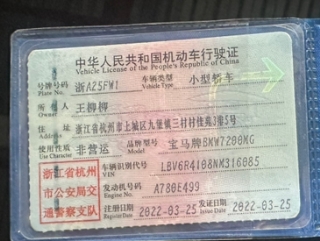 中华人民共和国机动车行驶证
Vehicle License of the People's Republic of China
号牌号码 浙A25FW1 车辆类型 小型轿车
Plate No. Vehicle Type
所有人 王柳柳
Owner
住址 浙江省杭州市上城区九堡镇三村村佳苑3幢5号
Address
使用性质 非营运 品牌型号 宝马牌BMW7200MG
Use Character Model
浙江省杭州市公安局交通警察支队
车辆识别代号 LBV6R4108NM316085
VIN
发动机号码 A780E499
Engine No.
注册日期 2022-03-25 发证日期 2022-03-25
Register Date Issue Date